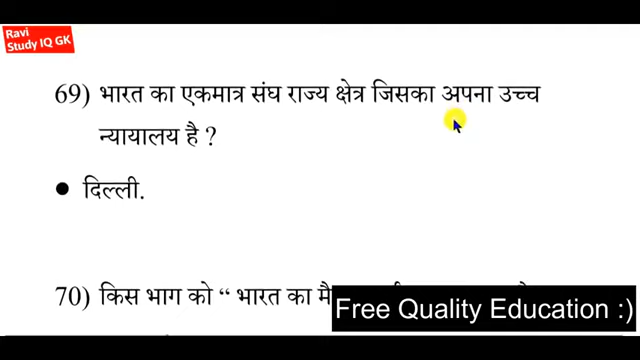 Ravi
Study IQ GK
69) भारत का एकमात्र संघ राज्य क्षेत्र जिसका अपना उच्च
न्यायालय है ?
● दिल्ली.
70) किस भाग को “ भारत का
Free Quality Education :)